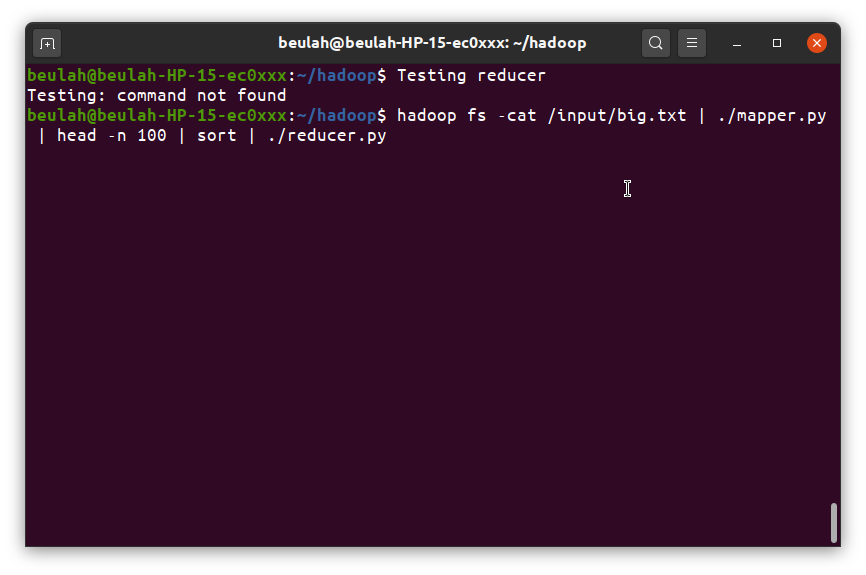 beulah@beulah-HP-15-ec0xxx: ~/hadoop
beulah@beulah-HP-15-ec0xxx:~/hadoop$ Testing reducer
Testing: command not found
beulah@beulah-HP-15-ec0xxx:~/hadoop$ hadoop fs -cat /input/big.txt | ./mapper.py
| head -n 100 | sort | ./reducer.py